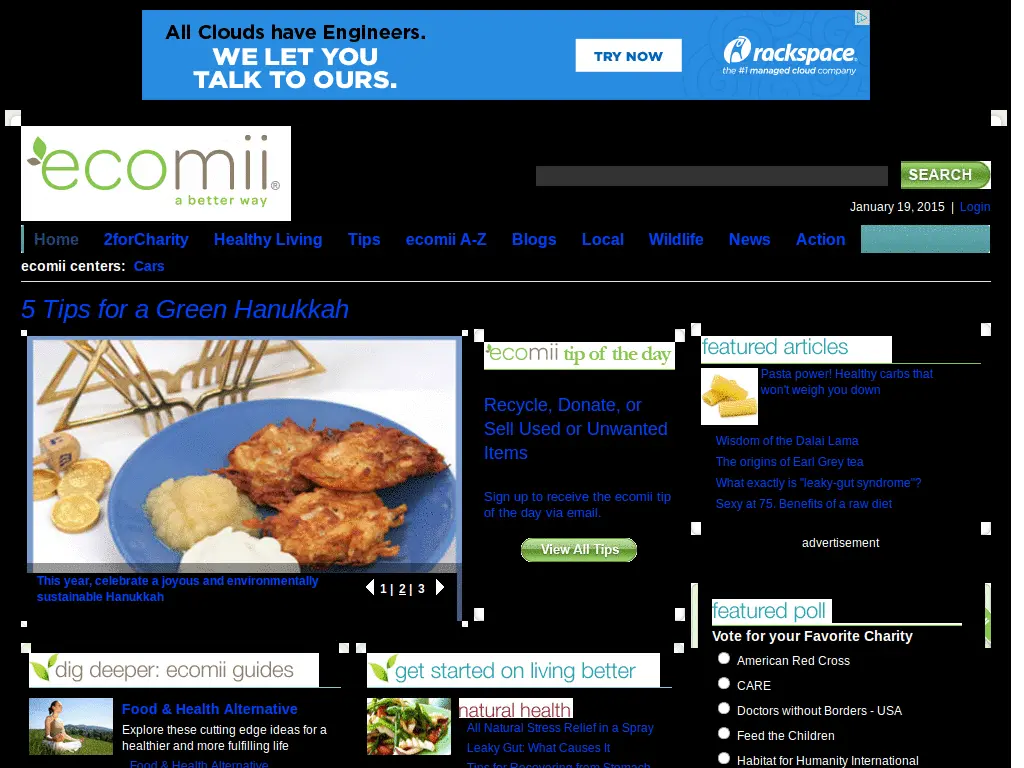 All Clouds have Engineers.
WE LET YOU
TALK TO OURS.
TRY NOW
rackspace
the #1 managed cloud company
ecomii®
a better way
SEARCH
January 19, 2015 | Login
Home 2forCharity Healthy Living Tips ecomii A-Z Blogs Local Wildlife News Action
ecomii centers: Cars
5 Tips for a Green Hanukkah
This year, celebrate a joyous and environmentally
sustainable Hanukkah
1 | 2 | 3
ecomii tip of the day
Recycle, Donate, or
Sell Used or Unwanted
Items
Sign up to receive the ecomii tip
of the day via email.
View All Tips
featured articles
Pasta power! Healthy carbs that
won't weigh you down
Wisdom of the Dalai Lama
The origins of Earl Grey tea
What exactly is "leaky-gut syndrome"?
Sexy at 75. Benefits of a raw diet
advertisement
featured poll
Vote for your Favorite Charity
American Red Cross
CARE
Doctors without Borders - USA
Feed the Children
Habitat for Humanity International
dig deeper: ecomii guides
Food & Health Alternative
Explore these cutting edge ideas for a
healthier and more fulfilling life
Food & Health Alternative
get started on living better
natural health
All Natural Stress Relief in a Spray
Leaky Gut: What Causes It
Tips for Recovering from Stomach